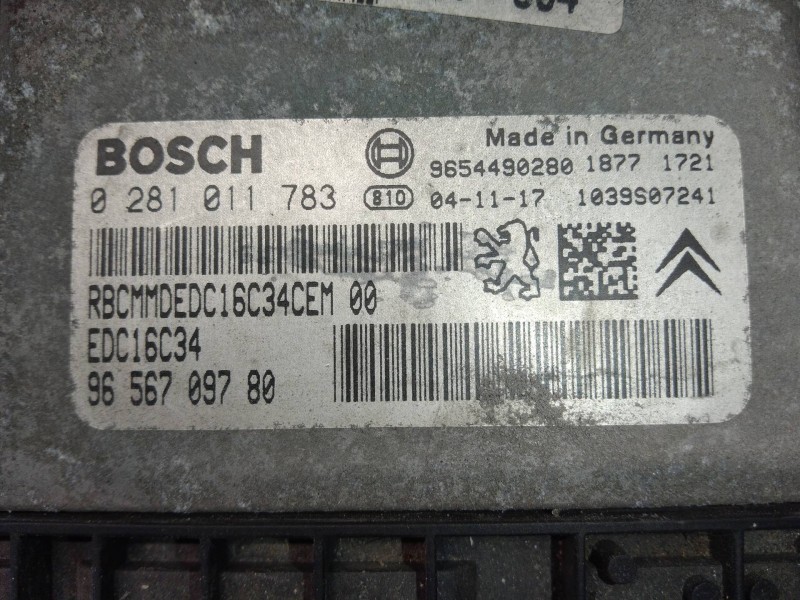 BOSCH
Made in Germany
9654490280 1877 1721
0 281 011 783 810 04-11-17 1039S07241
RBCMMDEDC16C34CEM 00
EDC16C34
96 567 097 80